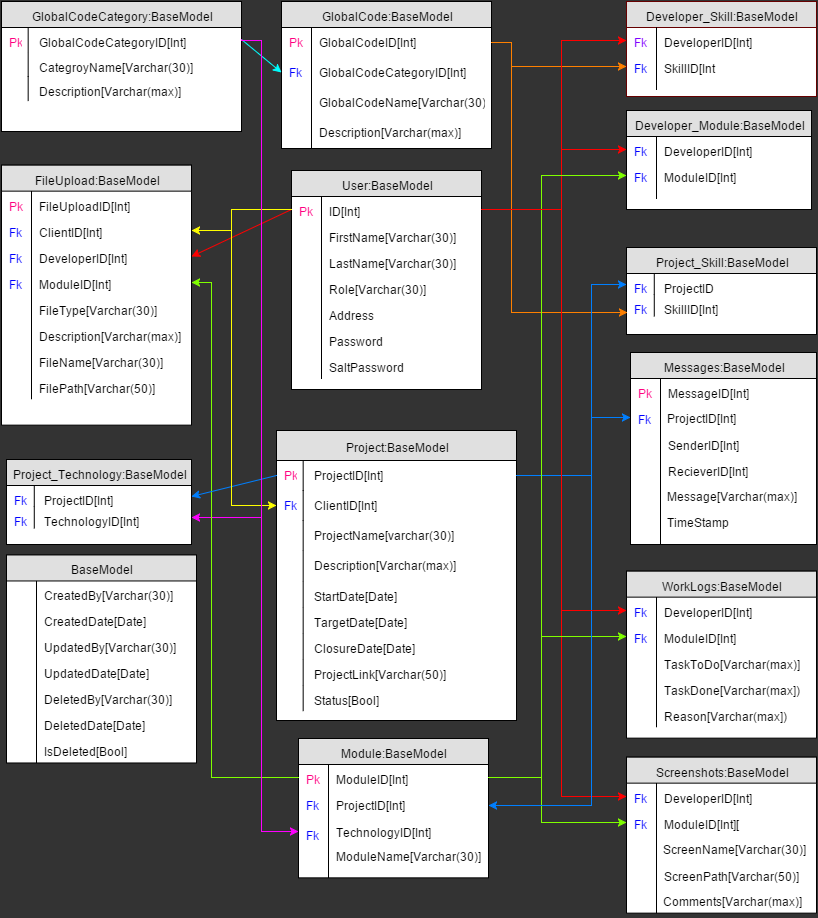 GlobalCodeCategory:BaseModel
Pk GlobalCodeCategoryID[Int]
CategroyName[Varchar(30)]
Description[Varchar(max)]
GlobalCode:BaseModel
Pk GlobalCodeID[Int]
Fk GlobalCodeCategoryID[Int]
GlobalCodeName[Varchar(30)
Description[Varchar(max)]
Developer_Skill:BaseModel
Fk DeveloperID[Int]
Fk SkillID[Int
Developer_Module:BaseModel
Fk DeveloperID[Int]
Fk ModuleID[Int]
FileUpload:BaseModel
Pk FileUploadID[Int]
Fk ClientID[Int]
Fk DeveloperID[Int]
Fk ModuleID[Int]
FileType[Varchar(30)]
Description[Varchar(max)]
FileName[Varchar(30)]
FilePath[Varchar(50)]
User:BaseModel
Pk ID[Int]
FirstName[Varchar(30)]
LastName[Varchar(30)]
Role[Varchar(30)]
Address
Password
SaltPassword
Project_Skill:BaseModel
Fk ProjectID
Fk SkillID[Int]
Messages:BaseModel
Pk MessageID[Int]
Fk ProjectID[Int]
SenderID[Int]
RecieverID[Int]
Message[Varchar(max)]
TimeStamp
Project_Technology:BaseModel
Fk ProjectID[Int]
Fk TechnologyID[Int]
Project:BaseModel
Pk ProjectID[Int]
Fk ClientID[Int]
ProjectName[varchar(30)]
Description[Varchar(max)]
StartDate[Date]
TargetDate[Date]
ClosureDate[Date]
ProjectLink[Varchar(50)]
Status[Bool]
BaseModel
CreatedBy[Varchar(30)]
CreatedDate[Date]
UpdatedBy[Varchar(30)]
UpdatedDate[Date]
DeletedBy[Varchar(30)]
DeletedDate[Date]
IsDeleted[Bool]
WorkLogs:BaseModel
Fk DeveloperID[Int]
Fk ModuleID[Int]
TaskToDo[Varchar(max)]
TaskDone[Varchar(max])
Reason[Varchar(max])
Module:BaseModel
Pk ModuleID[Int]
Fk ProjectID[Int]
Fk TechnologyID[Int]
ModuleName[Varchar(30)]
Screenshots:BaseModel
Fk DeveloperID[Int]
Fk ModuleID[Int][
ScreenName[Varchar(30)]
ScreenPath[Varchar(50)]
Comments[Varchar(max)]